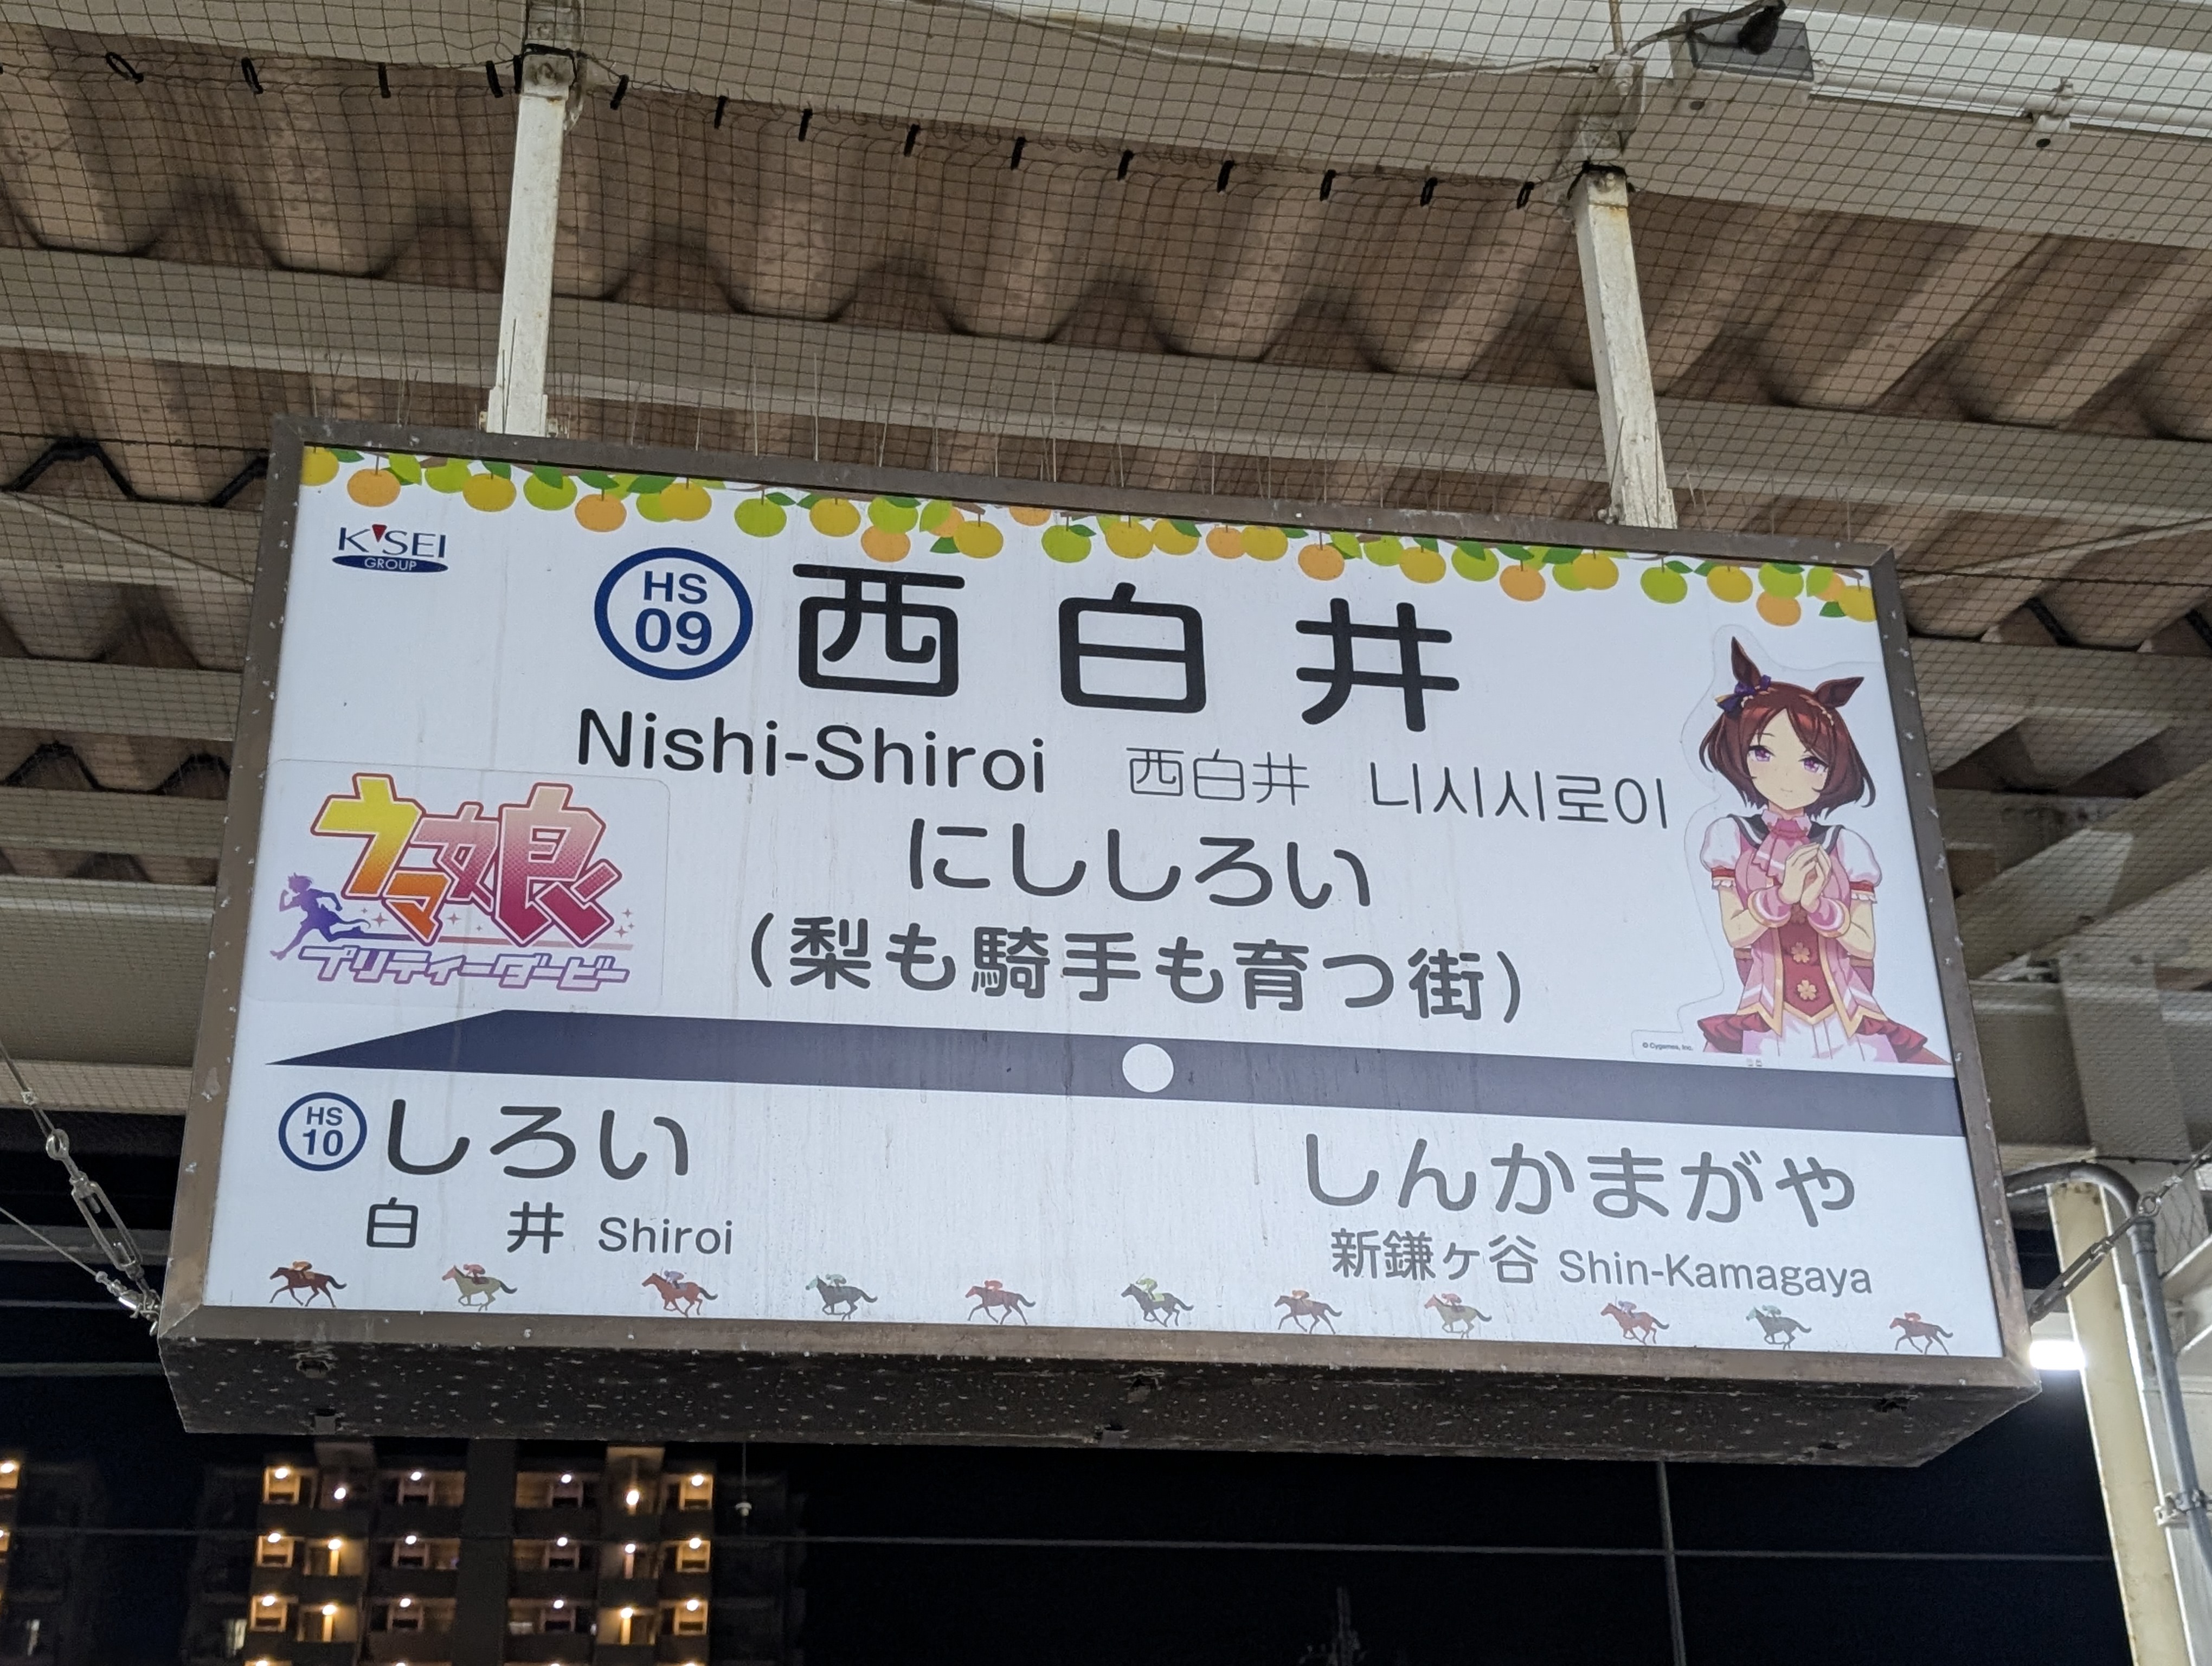 K'SEI
GROUP
HS
09
西白井
Nishi-Shiroi 西白井 니시시로이
にししろい
(梨も騎手も育つ街)
ウマ娘
プリティーダービー
© Cygames, Inc.
HS
10
しろい
白井 Shiroi
しんかまがや
新鎌ヶ谷 Shin-Kamagaya